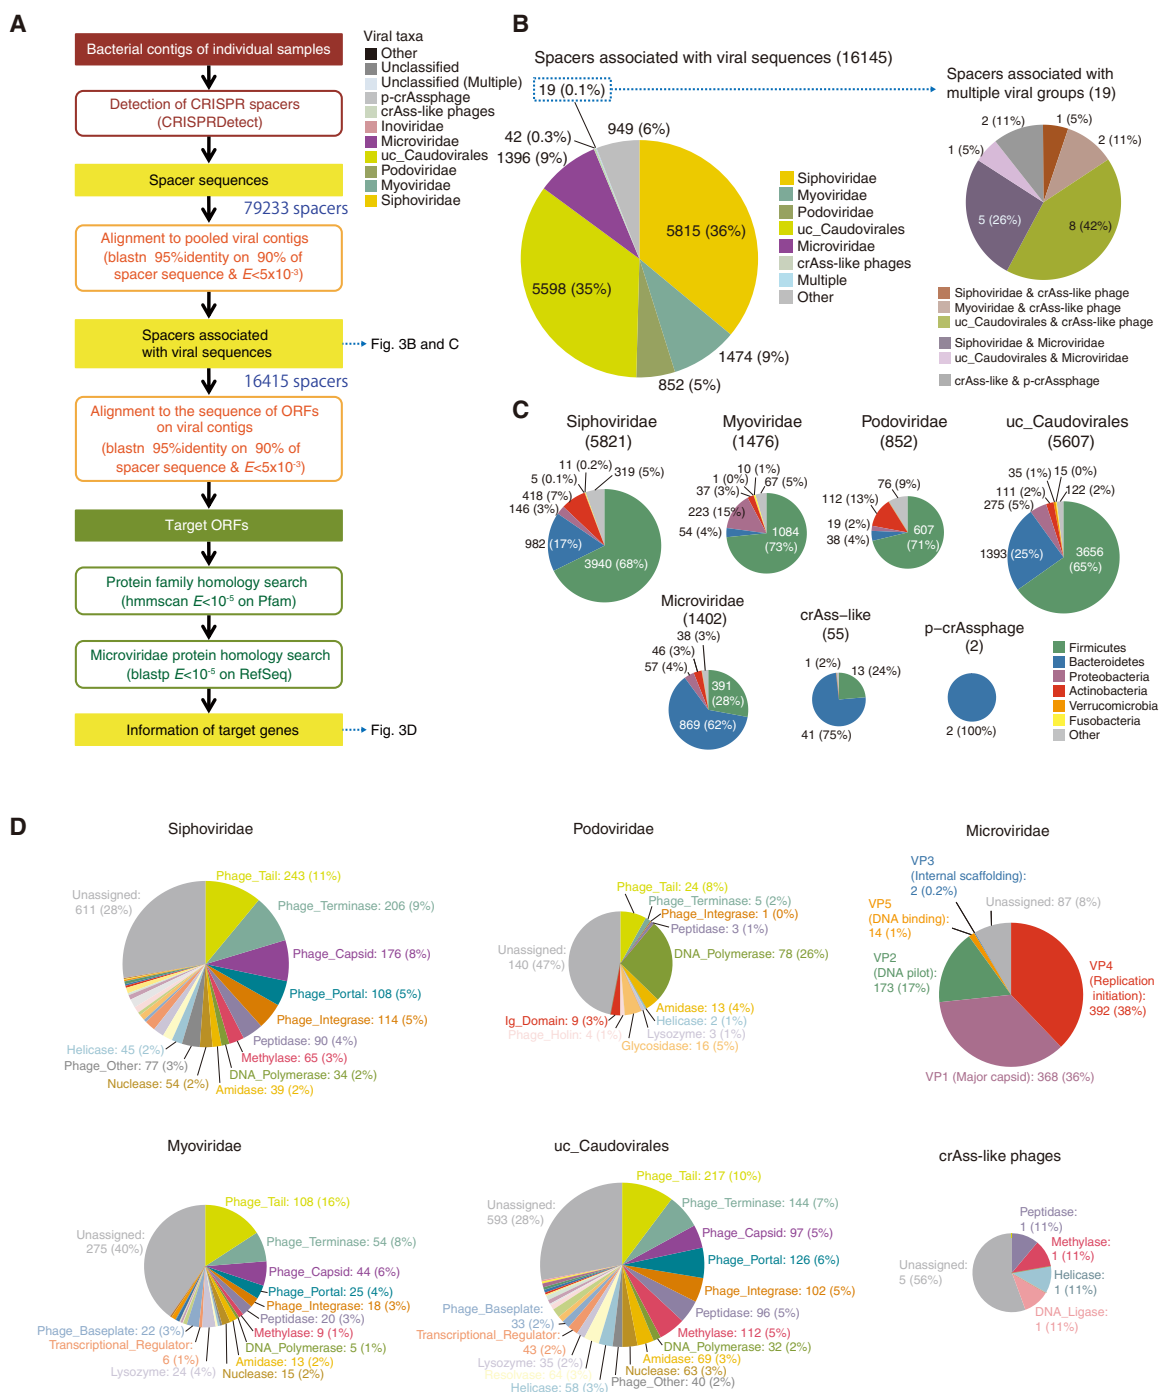 A
Bacterial contigs of individual samples
Detection of CRISPR spacers
(CRISPRDetect)
Spacer sequences
79233 spacers
Alignment to pooled viral contigs
(blastn 95%identity on 90% of
spacer sequence & E<5x10-3)
Spacers associated
with viral sequences
Fig. 3B and C
16415 spacers
Alignment to the sequence of ORFs
on viral contigs
(blastn 95%identity on 90% of
spacer sequence & E<5x10-3)
Target ORFs
Protein family homology search
(hmmscan E<10-5 on Pfam)
Microviridae protein homology search
(blastp E<10-5 on RefSeq)
Information of target genes
Fig. 3D
Viral taxa
Other
Unclassified
Unclassified (Multiple)
p-crAssphage
crAss-like phages
Inoviridae
Microviridae
uc_Caudovirales
Podoviridae
Myoviridae
Siphoviridae
B
Spacers associated with viral sequences (16145)
19 (0.1%)
42 (0.3%)
949 (6%)
1396 (9%)
5815 (36%)
5598 (35%)
1474 (9%)
852 (5%)
Siphoviridae
Myoviridae
Podoviridae
uc_Caudovirales
Microviridae
crAss-like phages
Multiple
Other
Spacers associated with
multiple viral groups (19)
2 (11%)
1 (5%)
2 (11%)
1 (5%)
5 (26%)
8 (42%)
Siphoviridae & crAss-like phage
Myoviridae & crAss-like phage
uc_Caudovirales & crAss-like phage
Siphoviridae & Microviridae
uc_Caudovirales & Microviridae
crAss-like & p-crAssphage
C
Siphoviridae
(5821)
11 (0.2%)
5 (0.1%)
319 (5%)
418 (7%)
146 (3%)
982 (17%)
3940 (68%)
Myoviridae
(1476)
10 (1%)
1 (0%)
67 (5%)
37 (3%)
223 (15%)
54 (4%)
1084
(73%)
Podoviridae
(852)
76 (9%)
112 (13%)
19 (2%)
38 (4%)
607
(71%)
uc_Caudovirales
(5607)
35 (1%)
15 (0%)
111 (2%)
122 (2%)
275 (5%)
1393 (25%)
3656
(65%)
Microviridae
(1402)
38 (3%)
46 (3%)
57 (4%)
391
(28%)
869 (62%)
crAss−like
(55)
1 (2%)
13 (24%)
41 (75%)
p−crAssphage
(2)
2 (100%)
Firmicutes
Bacteroidetes
Proteobacteria
Actinobacteria
Verrucomicrobia
Fusobacteria
Other
D
Siphoviridae
Unassigned:
611 (28%)
Phage_Tail: 243 (11%)
Phage_Terminase: 206 (9%)
Phage_Capsid: 176 (8%)
Phage_Portal: 108 (5%)
Phage_Integrase: 114 (5%)
Peptidase: 90 (4%)
Methylase: 65 (3%)
DNA_Polymerase: 34 (2%)
Amidase: 39 (2%)
Nuclease: 54 (2%)
Phage_Other: 77 (3%)
Helicase: 45 (2%)
Podoviridae
Phage_Tail: 24 (8%)
Phage_Terminase: 5 (2%)
Phage_Integrase: 1 (0%)
Peptidase: 3 (1%)
DNA_Polymerase: 78 (26%)
Unassigned:
140 (47%)
Amidase: 13 (4%)
Helicase: 2 (1%)
Lysozyme: 3 (1%)
Glycosidase: 16 (5%)
Ig_Domain: 9 (3%)
Phage_Holin: 4 (1%)
Microviridae
VP3
(Internal scaffolding):
2 (0.2%)
Unassigned: 87 (8%)
VP5
(DNA binding):
14 (1%)
VP2
(DNA pilot):
173 (17%)
VP4
(Replication
initiation):
392 (38%)
VP1 (Major capsid): 368 (36%)
Myoviridae
Phage_Tail: 108 (16%)
Unassigned:
275 (40%)
Phage_Terminase: 54 (8%)
Phage_Capsid: 44 (6%)
Phage_Portal: 25 (4%)
Phage_Integrase: 18 (3%)
Peptidase: 20 (3%)
Methylase: 9 (1%)
DNA_Polymerase: 5 (1%)
Amidase: 13 (2%)
Nuclease: 15 (2%)
Phage_Baseplate: 22 (3%)
Transcriptional_Regulator:
6 (1%)
Lysozyme: 24 (4%)
uc_Caudovirales
Phage_Tail: 217 (10%)
Unassigned:
593 (28%)
Phage_Terminase: 144 (7%)
Phage_Capsid: 97 (5%)
Phage_Portal: 126 (6%)
Phage_Integrase: 102 (5%)
Peptidase: 96 (5%)
Methylase: 112 (5%)
DNA_Polymerase: 32 (2%)
Amidase: 69 (3%)
Nuclease: 63 (3%)
Phage_Other: 40 (2%)
Phage_Baseplate:
33 (2%)
Transcriptional_Regulator:
43 (2%)
Lysozyme: 35 (2%)
Helicase: 58 (3%)
crAss-like phages
Peptidase:
1 (11%)
Methylase:
1 (11%)
Helicase:
1 (11%)
DNA_Ligase:
1 (11%)
Unassigned:
5 (56%)